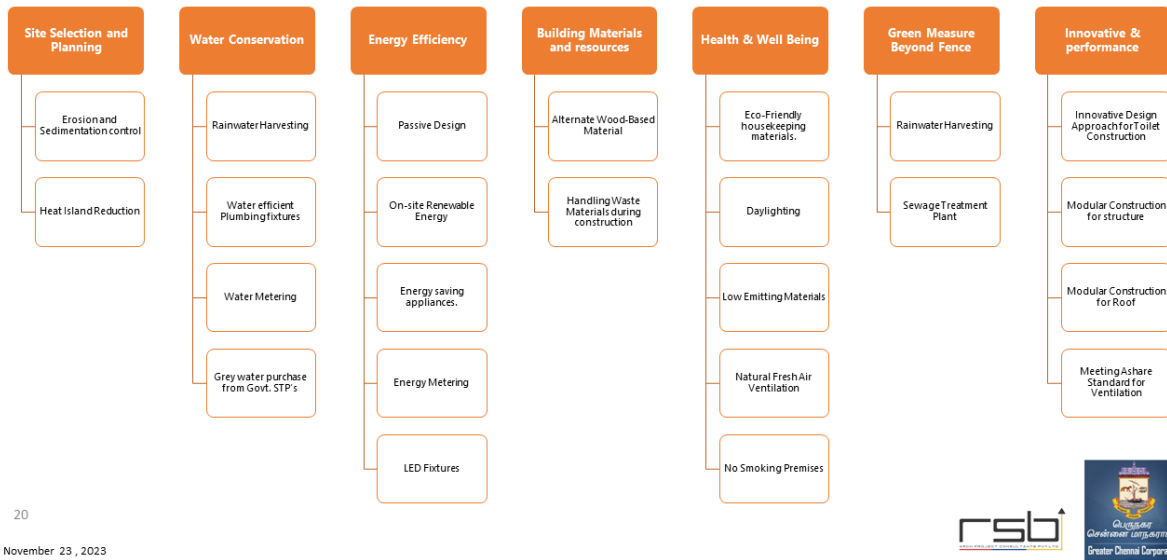 Site Selection and
Planning
Erosion and
Sedimentation control
Heat Island Reduction
Water Conservation
Rainwater Harvesting
Water efficient
Plumbing fixtures
Water Metering
Grey water purchase
from Govt. STP's
Energy Efficiency
Passive Design
On-site Renewable
Energy
Energy saving
appliances.
Energy Metering
LED Fixtures
Building Materials
and resources
Alternate Wood-Based
Material
Handling Waste
Materials during
construction
Health & Well Being
Eco-Friendly
housekeeping
materials.
Daylighting
Low Emitting Materials
Natural Fresh Air
Ventilation
No Smoking Premises
Green Measure
Beyond Fence
Rainwater Harvesting
Sewage Treatment
Plant
Innovative &
performance
Innovative Design
Approach for Toilet
Construction
Modular Construction
for structure
Modular Construction
for Roof
Meeting Ashare
Standard for
Ventilation
20
November 23 , 2023
rsb
ARCH PROJECT CONSULTANTS PVT LTD
பெருநகர
சென்னை மாநகரா
Greater Chennai Corpor